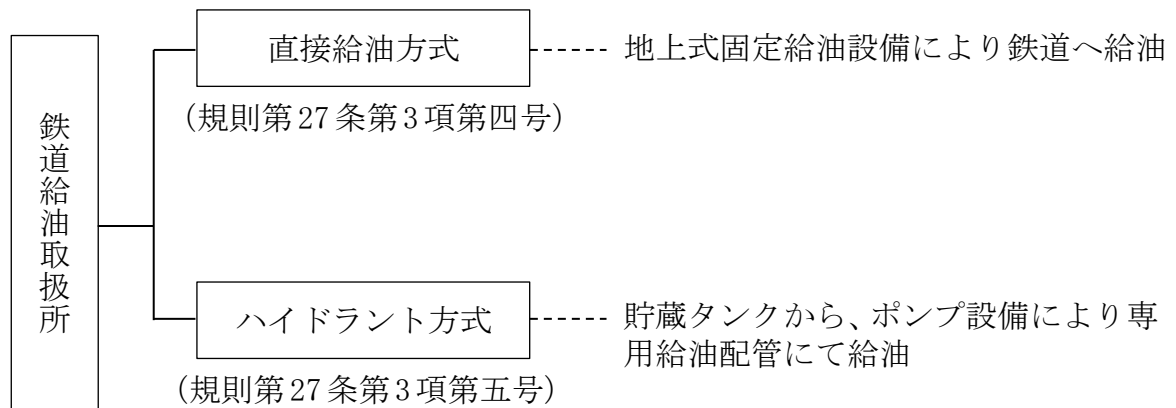 鉄道給油取扱所
直接給油方式
地上式固定給油設備により鉄道へ給油
(規則第27条第3項第四号)
ハイドラント方式
貯蔵タンクから、ポンプ設備により専
用給油配管にて給油
(規則第27条第3項第五号)